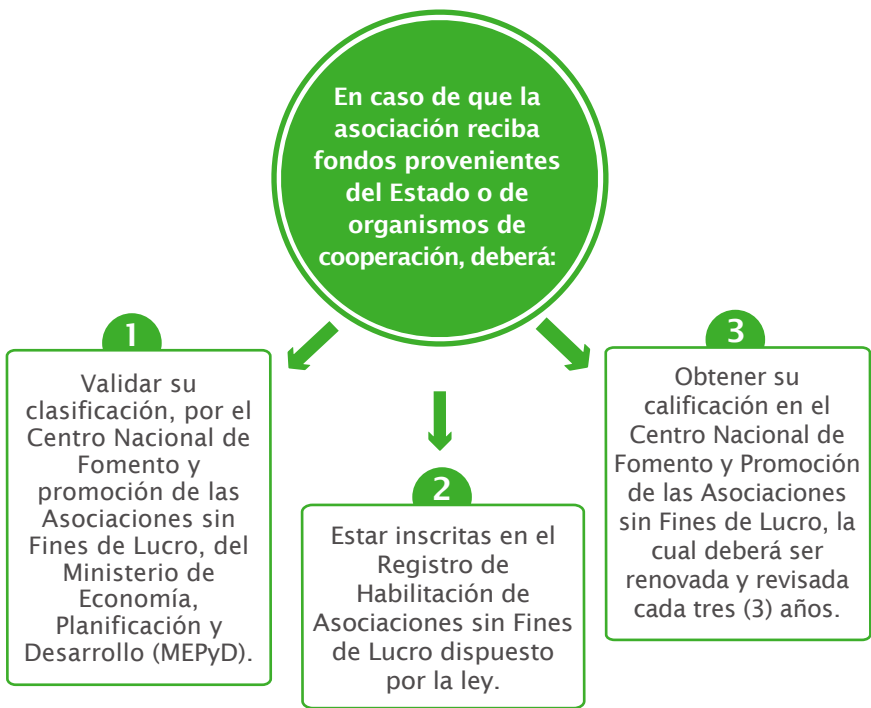 En caso de que la
asociación reciba
fondos provenientes
del Estado o de
organismos de
cooperación, deberá:
1
Validar su
clasificación, por el
Centro Nacional de
Fomento y
promoción de las
Asociaciones sin
Fines de Lucro, del
Ministerio de
Economía,
Planificación y
Desarrollo (MEPyD).
2
Estar inscritas en el
Registro de
Habilitación de
Asociaciones sin Fines
de Lucro dispuesto
por la ley.
3
Obtener su
calificación en el
Centro Nacional de
Fomento y Promoción
de las Asociaciones
sin Fines de Lucro, la
cual deberá ser
renovada y revisada
cada tres (3) años.